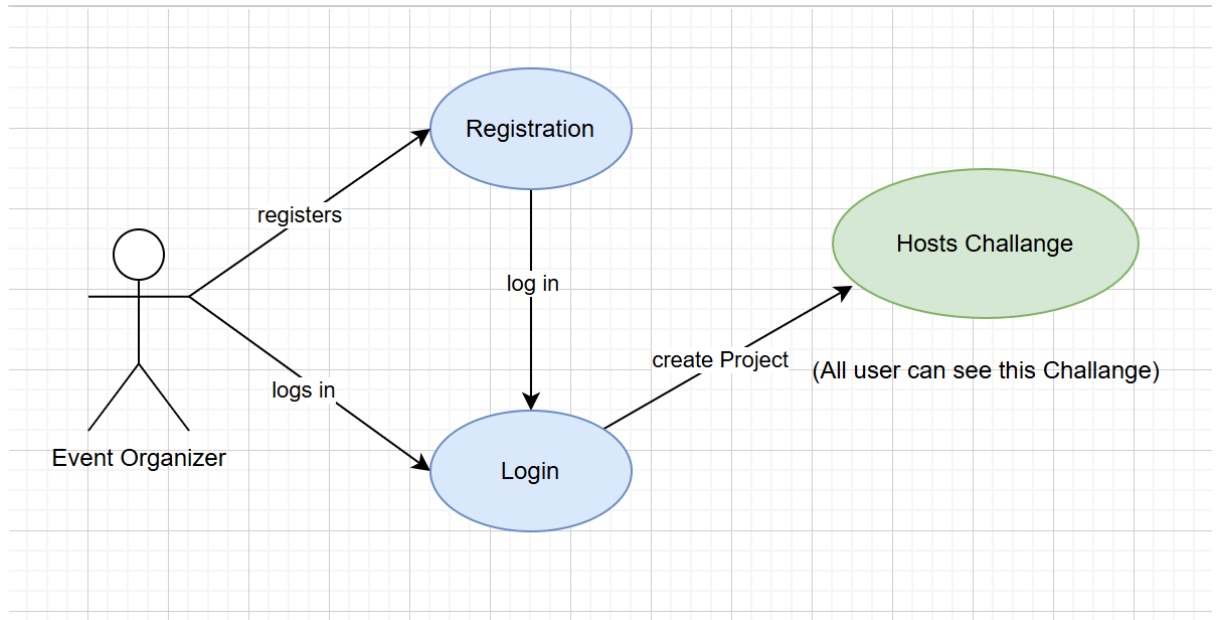 Registration
registers
Hosts Challange
log in
create Project
(All user can see this Challange)
logs in
Event Organizer
Login